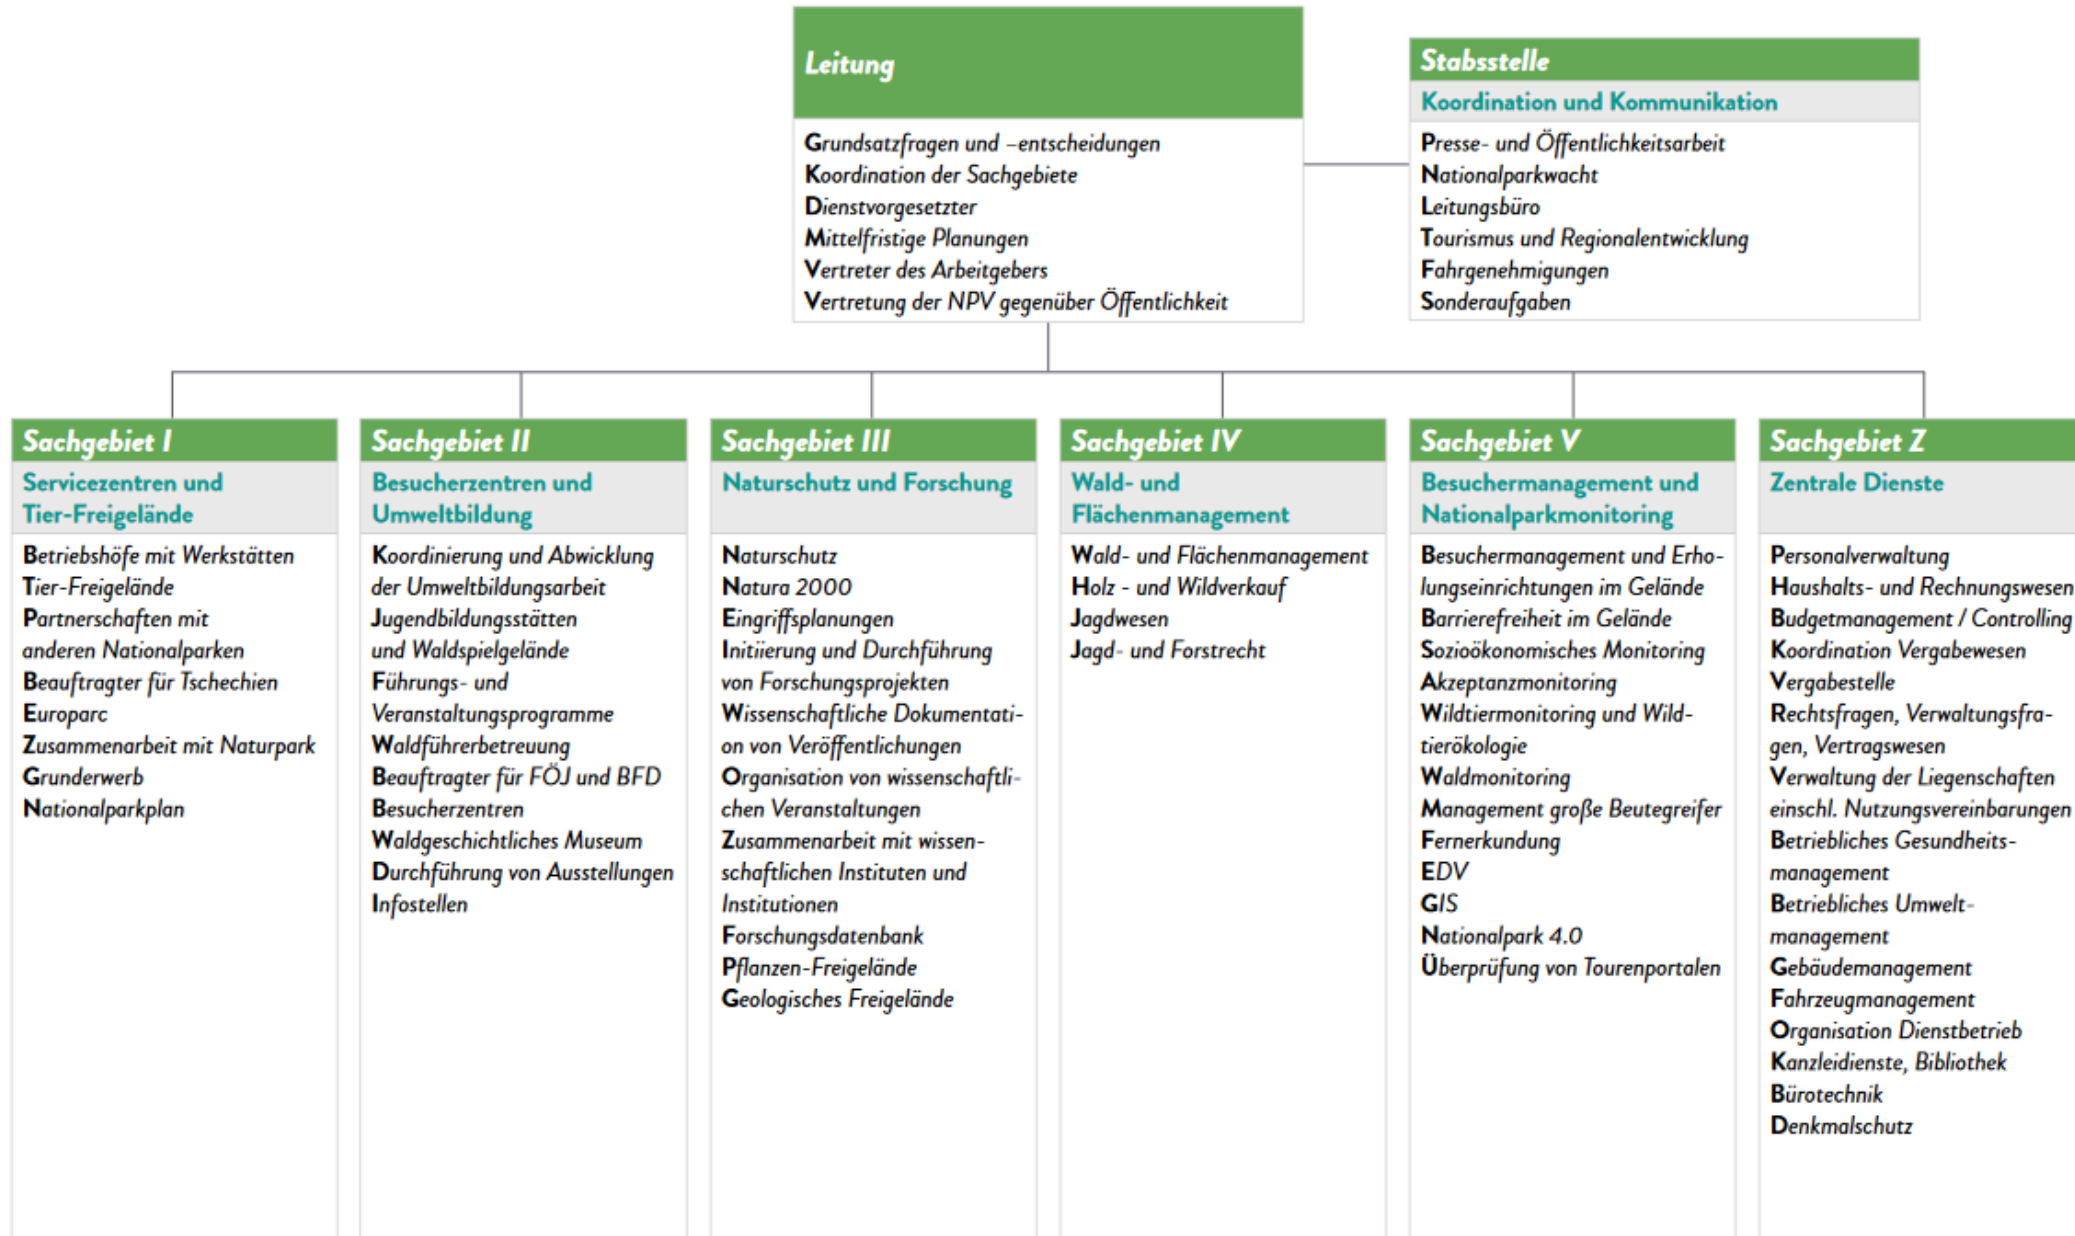 Leitung
Grundsatzfragen und –entscheidungen
Koordination der Sachgebiete
Dienstvorgesetzter
Mittelfristige Planungen
Vertreter des Arbeitgebers
Vertretung der NPV gegenüber Öffentlichkeit
Stabsstelle
Koordination und Kommunikation
Presse- und Öffentlichkeitsarbeit
Nationalparkwacht
Leitungsbüro
Tourismus und Regionalentwicklung
Fahrgenehmigungen
Sonderaufgaben
Sachgebiet I
Servicezentren und
Tier-Freigelände
Betriebshöfe mit Werkstätten
Tier-Freigelände
Partnerschaften mit
anderen Nationalparken
Beauftragter für Tschechien
Europarc
Zusammenarbeit mit Naturpark
Grunderwerb
Nationalparkplan
Sachgebiet II
Besucherzentren und
Umweltbildung
Koordinierung und Abwicklung
der Umweltbildungsarbeit
Jugendbildungsstätten
und Waldspielgelände
Führungs- und
Veranstaltungsprogramme
Waldführerbetreuung
Beauftragter für FÖJ und BFD
Besucherzentren
Waldgeschichtliches Museum
Durchführung von Ausstellungen
Infostellen
Sachgebiet III
Naturschutz und Forschung
Naturschutz
Natura 2000
Eingriffsplanungen
Initiierung und Durchführung
von Forschungsprojekten
Wissenschaftliche Dokumentati-
on von Veröffentlichungen
Organisation von wissenschaftli-
chen Veranstaltungen
Zusammenarbeit mit wissen-
schaftlichen Instituten und
Institutionen
Forschungsdatenbank
Pflanzen-Freigelände
Geologisches Freigelände
Sachgebiet IV
Wald- und
Flächenmanagement
Wald- und Flächenmanagement
Holz - und Wildverkauf
Jagdwesen
Jagd- und Forstrecht
Sachgebiet V
Besuchermanagement und
Nationalparkmonitoring
Besuchermanagement und Erho-
lungseinrichtungen im Gelände
Barrierefreiheit im Gelände
Sozioökonomisches Monitoring
Akzeptanzmonitoring
Wildtiermonitoring und Wild-
tierökologie
Waldmonitoring
Management große Beutegreifer
Fernerkundung
EDV
GIS
Nationalpark 4.0
Überprüfung von Tourenportalen
Sachgebiet Z
Zentrale Dienste
Personalverwaltung
Haushalts- und Rechnungswesen
Budgetmanagement / Controlling
Koordination Vergabewesen
Vergabestelle
Rechtsfragen, Verwaltungsfra-
gen, Vertragswesen
Verwaltung der Liegenschaften
einschl. Nutzungsvereinbarungen
Betriebliches Gesundheits-
management
Betriebliches Umwelt-
management
Gebäudemanagement
Fahrzeugmanagement
Organisation Dienstbetrieb
Kanzleidienste, Bibliothek
Bürotechnik
Denkmalschutz